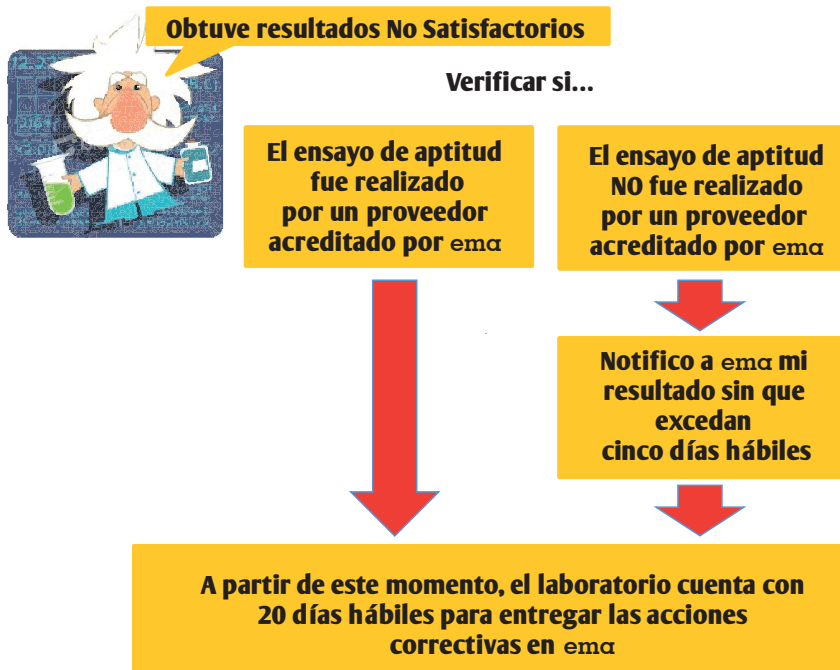 Obtuve resultados No Satisfactorios
Verificar si...
El ensayo de aptitud
fue realizado
por un proveedor
acreditado por ema
El ensayo de aptitud
NO fue realizado
por un proveedor
acreditado por ema
Notifico a ema mi
resultado sin que
excedan
cinco días hábiles
A partir de este momento, el laboratorio cuenta con
20 días hábiles para entregar las acciones
correctivas en ema